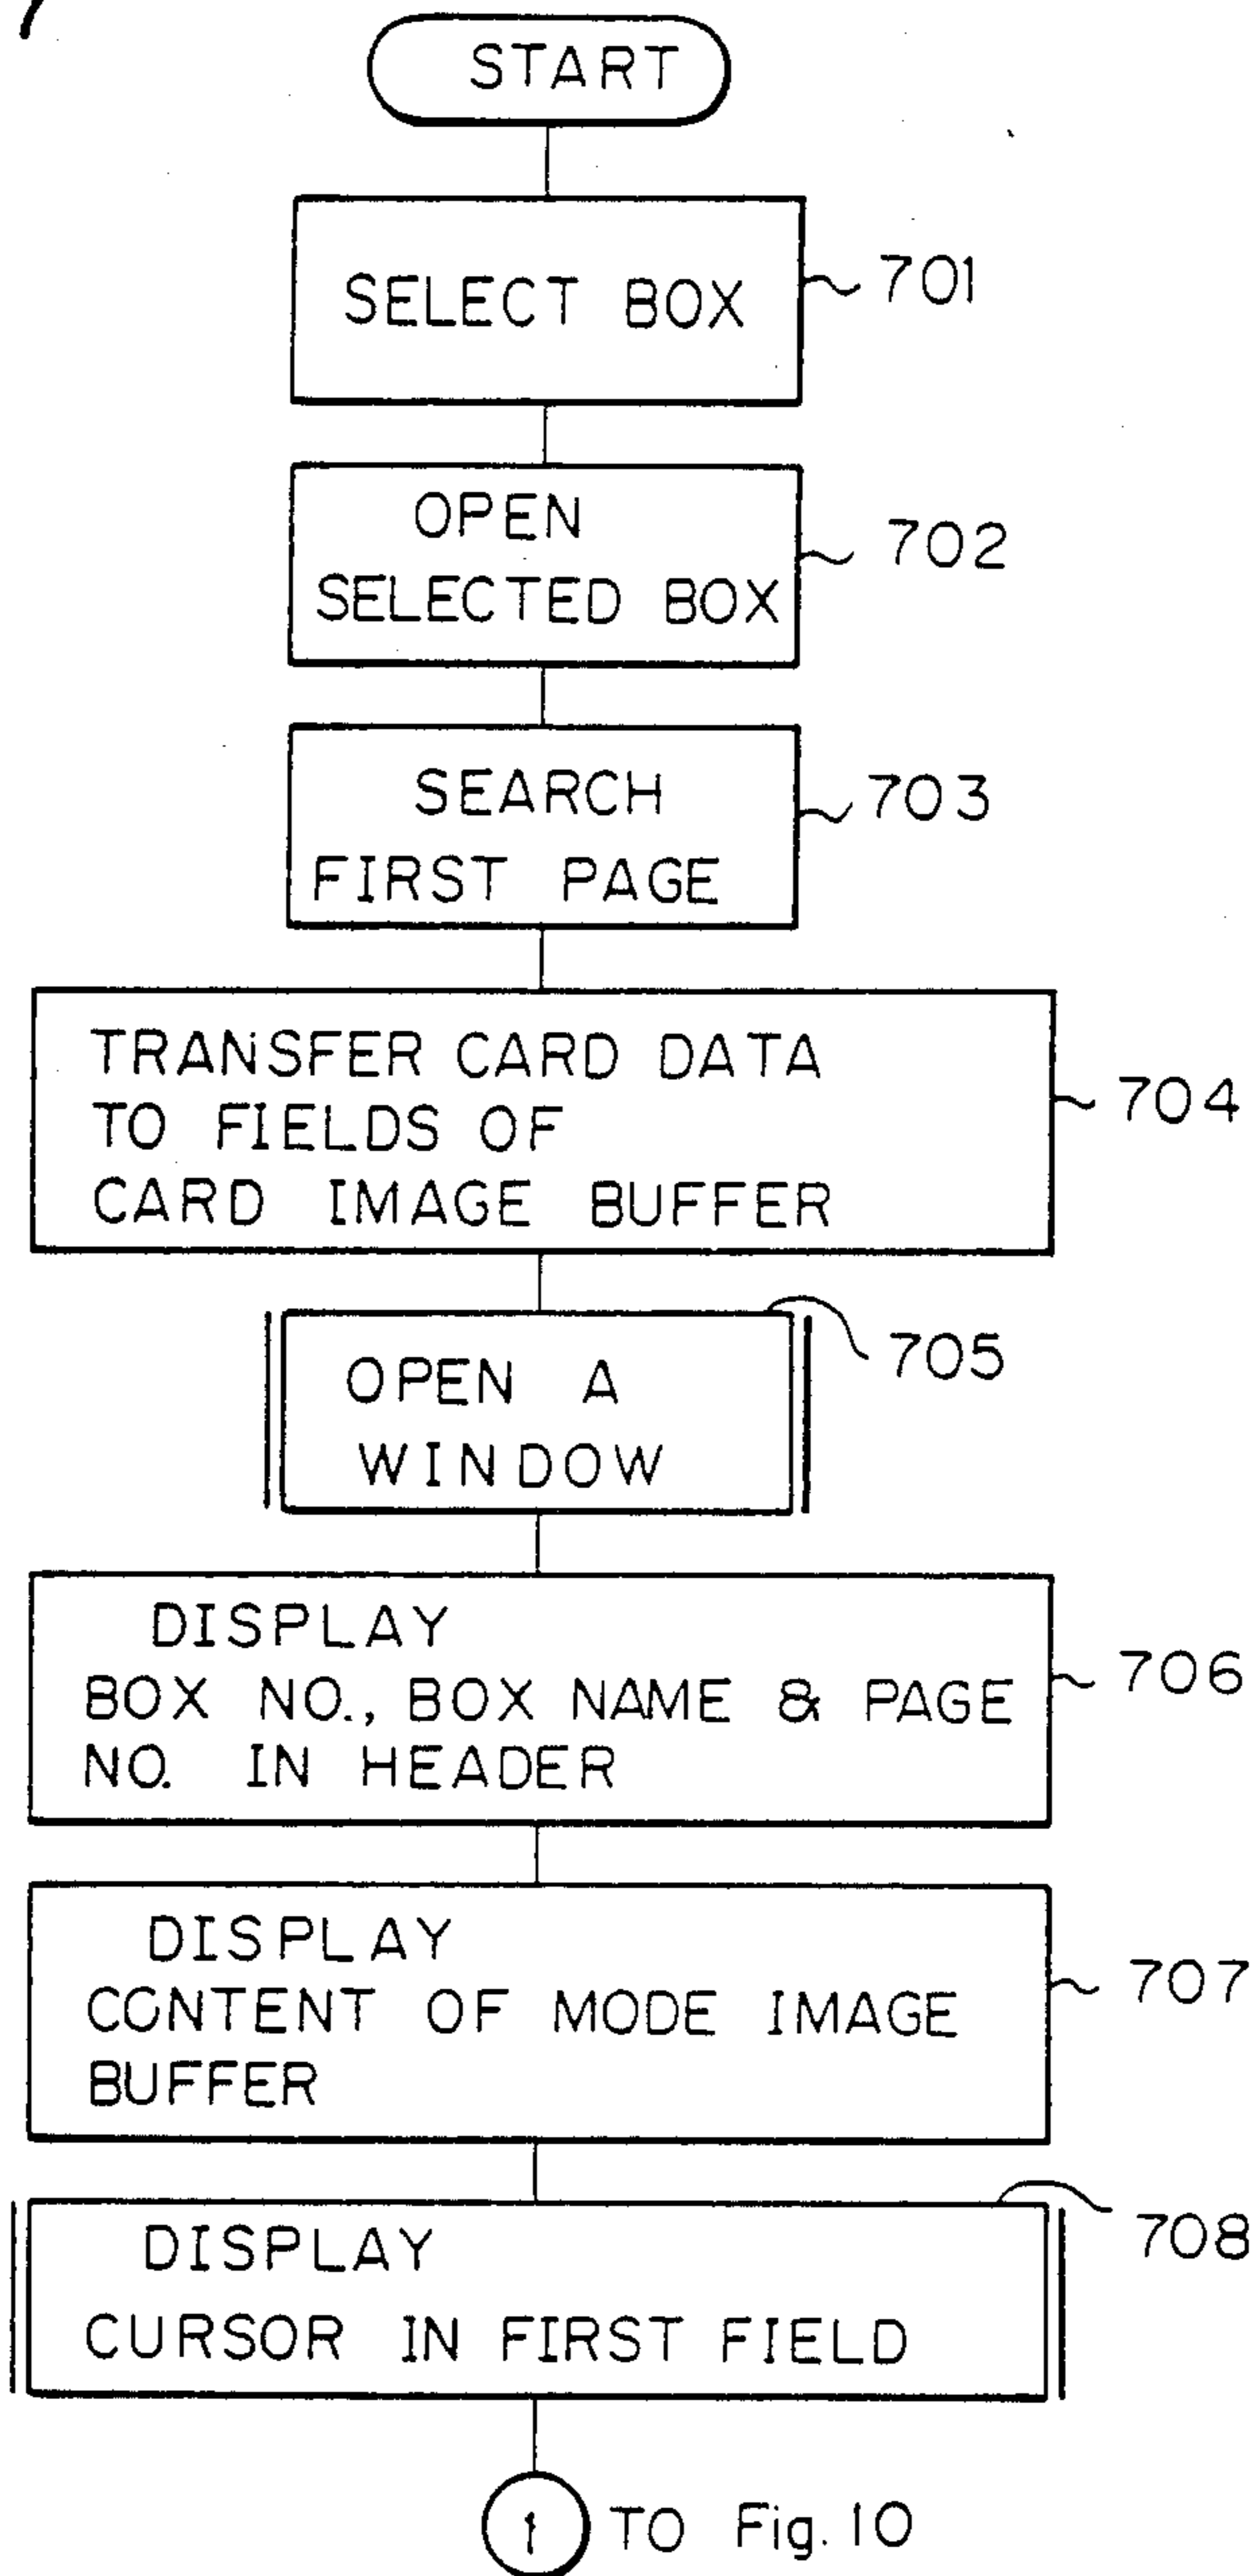 START
SELECT BOX
701
OPEN
SELECTED BOX
702
SEARCH
FIRST PAGE
703
TRANSFER CARD DATA
TO FIELDS OF
CARD IMAGE BUFFER
704
OPEN A
WINDOW
705
DISPLAY
BOX NO., BOX NAME & PAGE
NO. IN HEADER
706
DISPLAY
CONTENT OF MODE IMAGE
BUFFER
707
DISPLAY
CURSOR IN FIRST FIELD
708
1 TO Fig. 10